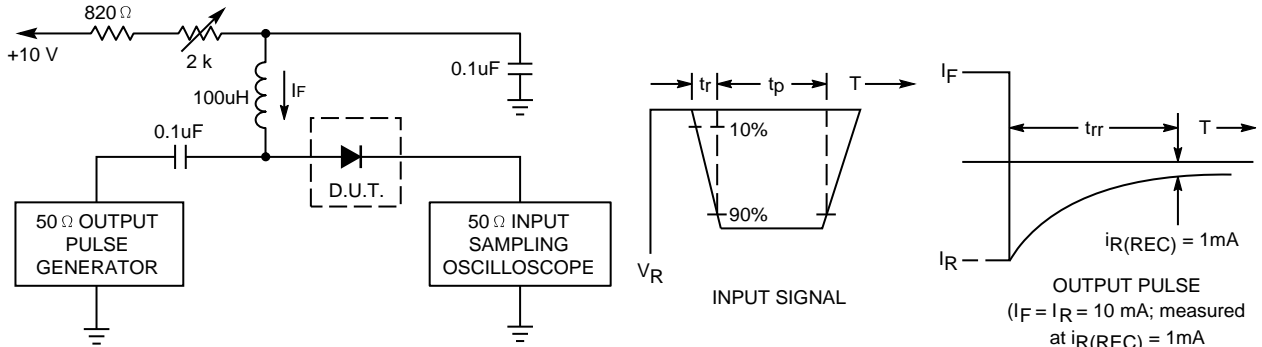 820 Ω
+10 V
2 k
0.1uF
100uH
IF
0.1uF
D.U.T.
50 Ω OUTPUT
PULSE
GENERATOR
50 Ω INPUT
SAMPLING
OSCILLOSCOPE
tr
tp
T
10%
90%
VR
INPUT SIGNAL
IF
trr
T
iR(REC) = 1mA
IR
OUTPUT PULSE
(IF = IR = 10 mA; measured
at iR(REC) = 1mA